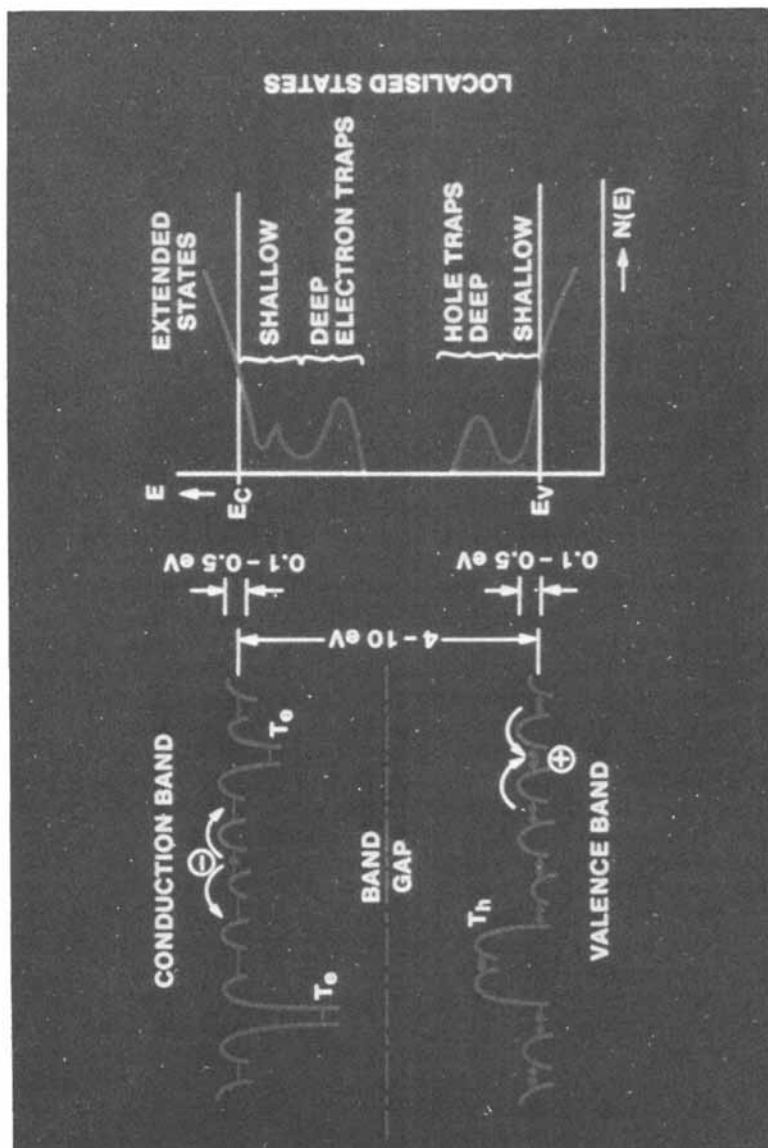 CONDUCTION BAND
⊖
Te
Te
BAND
GAP
Th
⊕
VALENCE BAND
4 – 10 eV
0.1 – 0.5 eV
0.1 – 0.5 eV
E
EC
EV
N(E)
EXTENDED
STATES
SHALLOW
DEEP
ELECTRON TRAPS
HOLE TRAPS
DEEP
SHALLOW
LOCALISED STATES